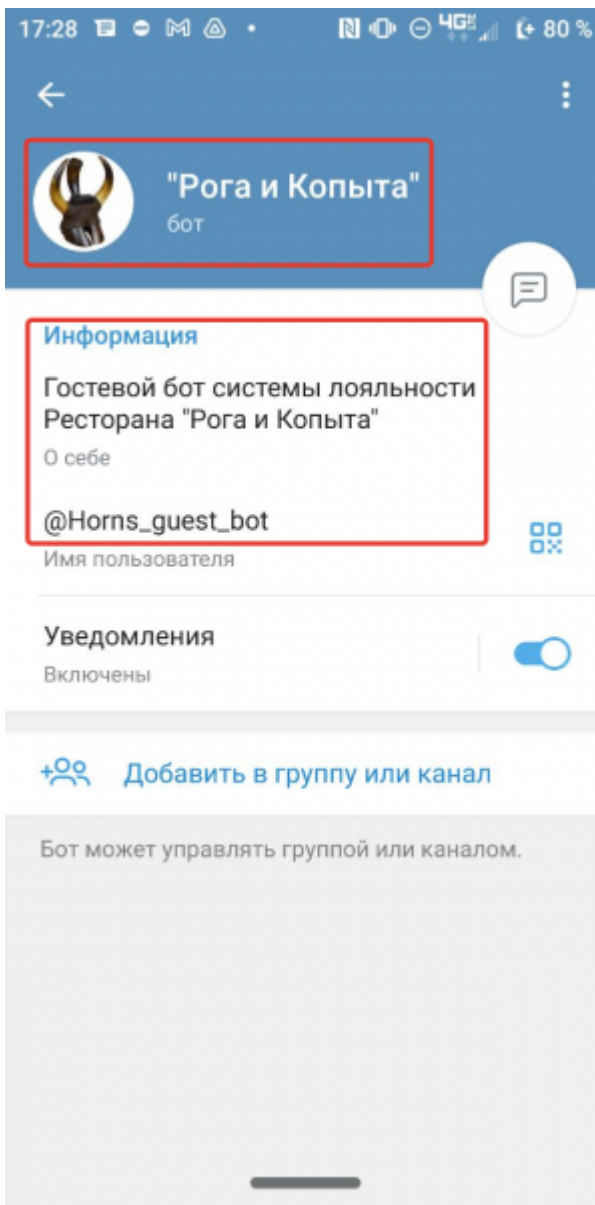 17:28
4G
80 %
"Рога и Копыта"
бот
Информация
Гостевой бот системы лояльности
Ресторана "Рога и Копыта"
О себе
@Horns_guest_bot
Имя пользователя
Уведомления
Включены
Добавить в группу или канал
Бот может управлять группой или каналом.